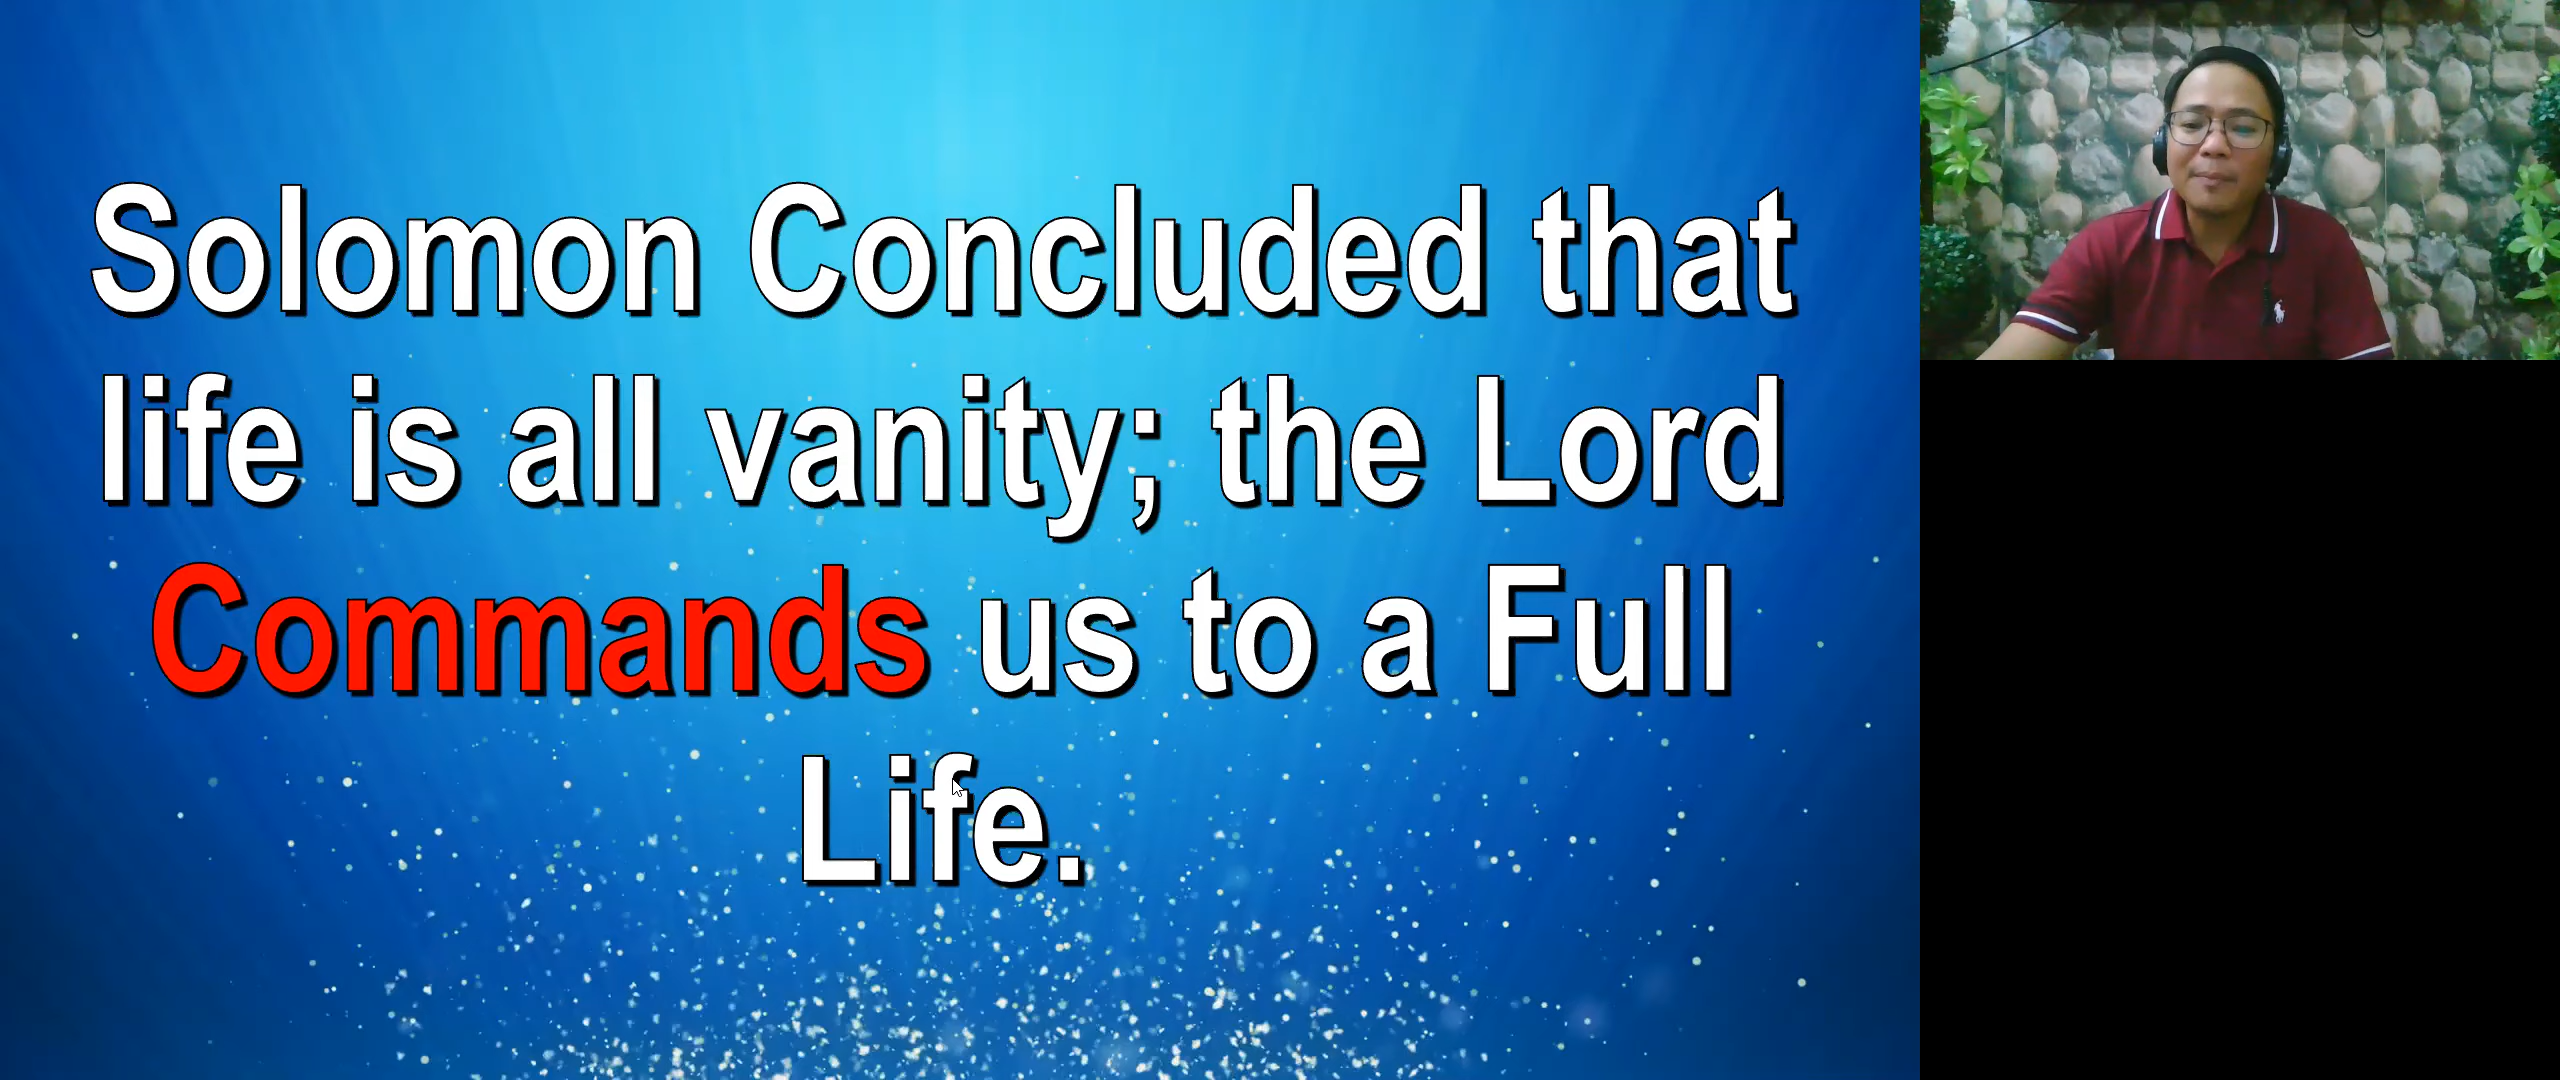 Solomon Concluded that
life is all vanity; the Lord
Commands us to a Full
Life.